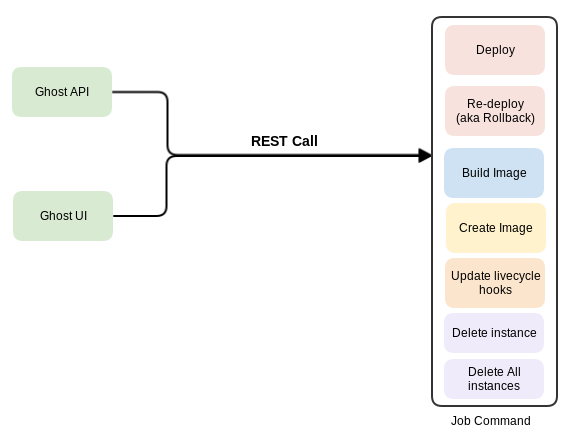 Ghost API
Ghost UI
REST Call
Deploy
Re-deploy
(aka Rollback)
Build Image
Create Image
Update livecycle
hooks
Delete instance
Delete All
instances
Job Command